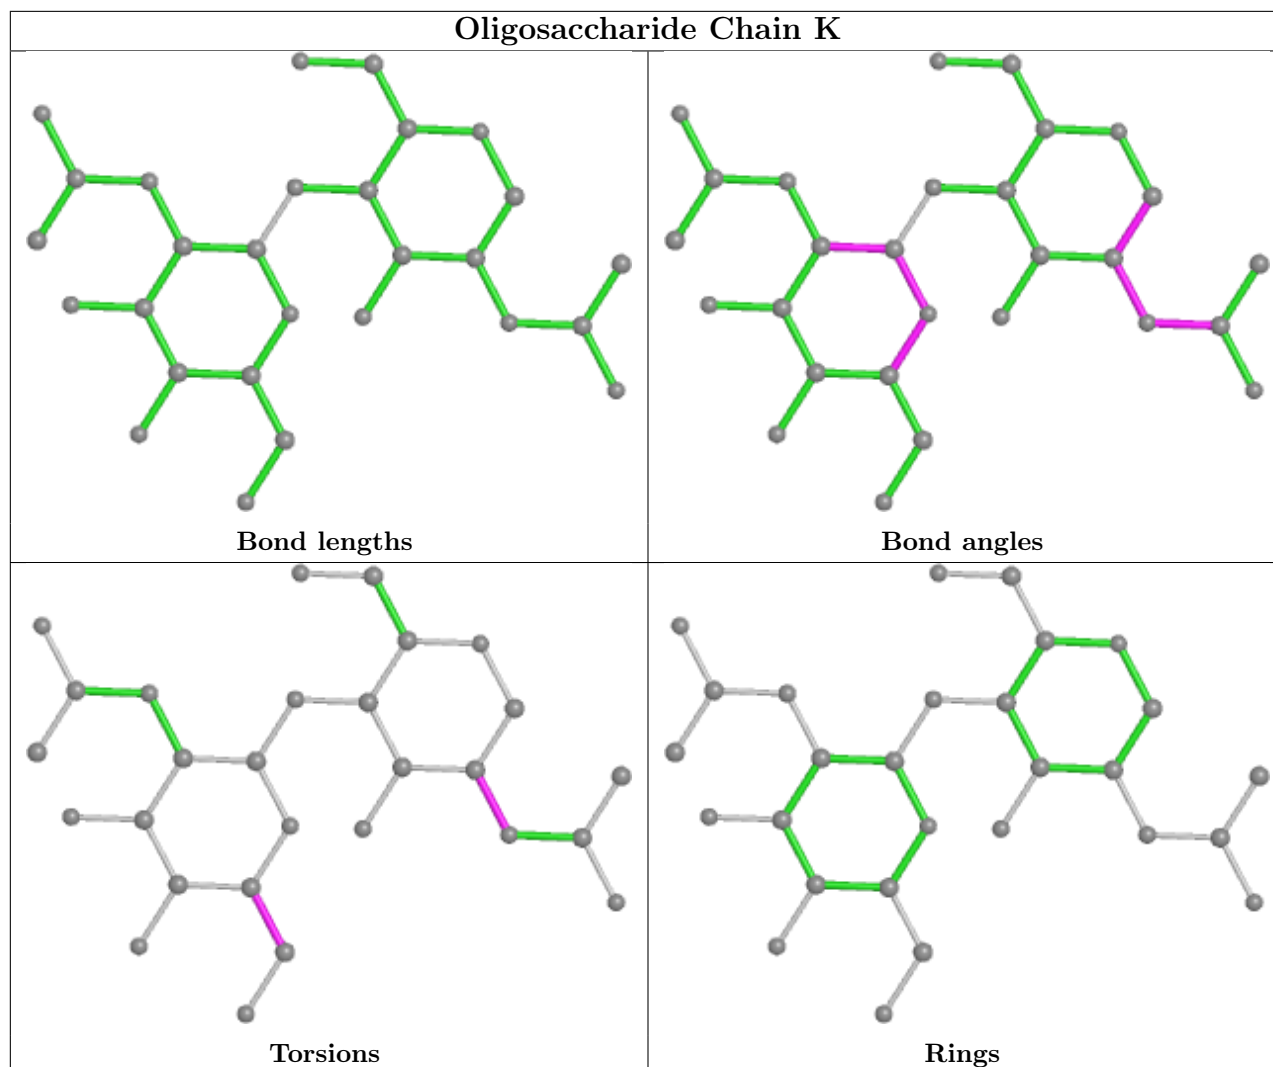 Oligosaccharide Chain K
Bond lengths
Bond angles
Torsions
Rings